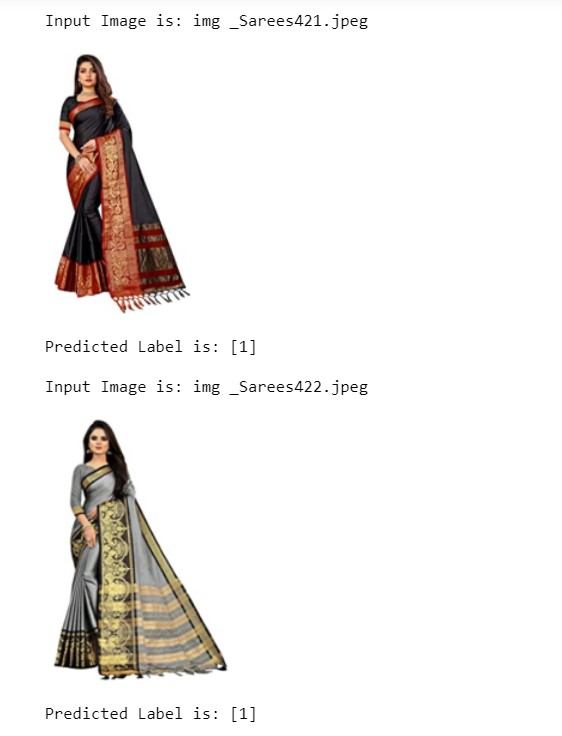 Input Image is: img _Sarees421.jpeg
Predicted Label is: [1]
Input Image is: img _Sarees422.jpeg
Predicted Label is: [1]